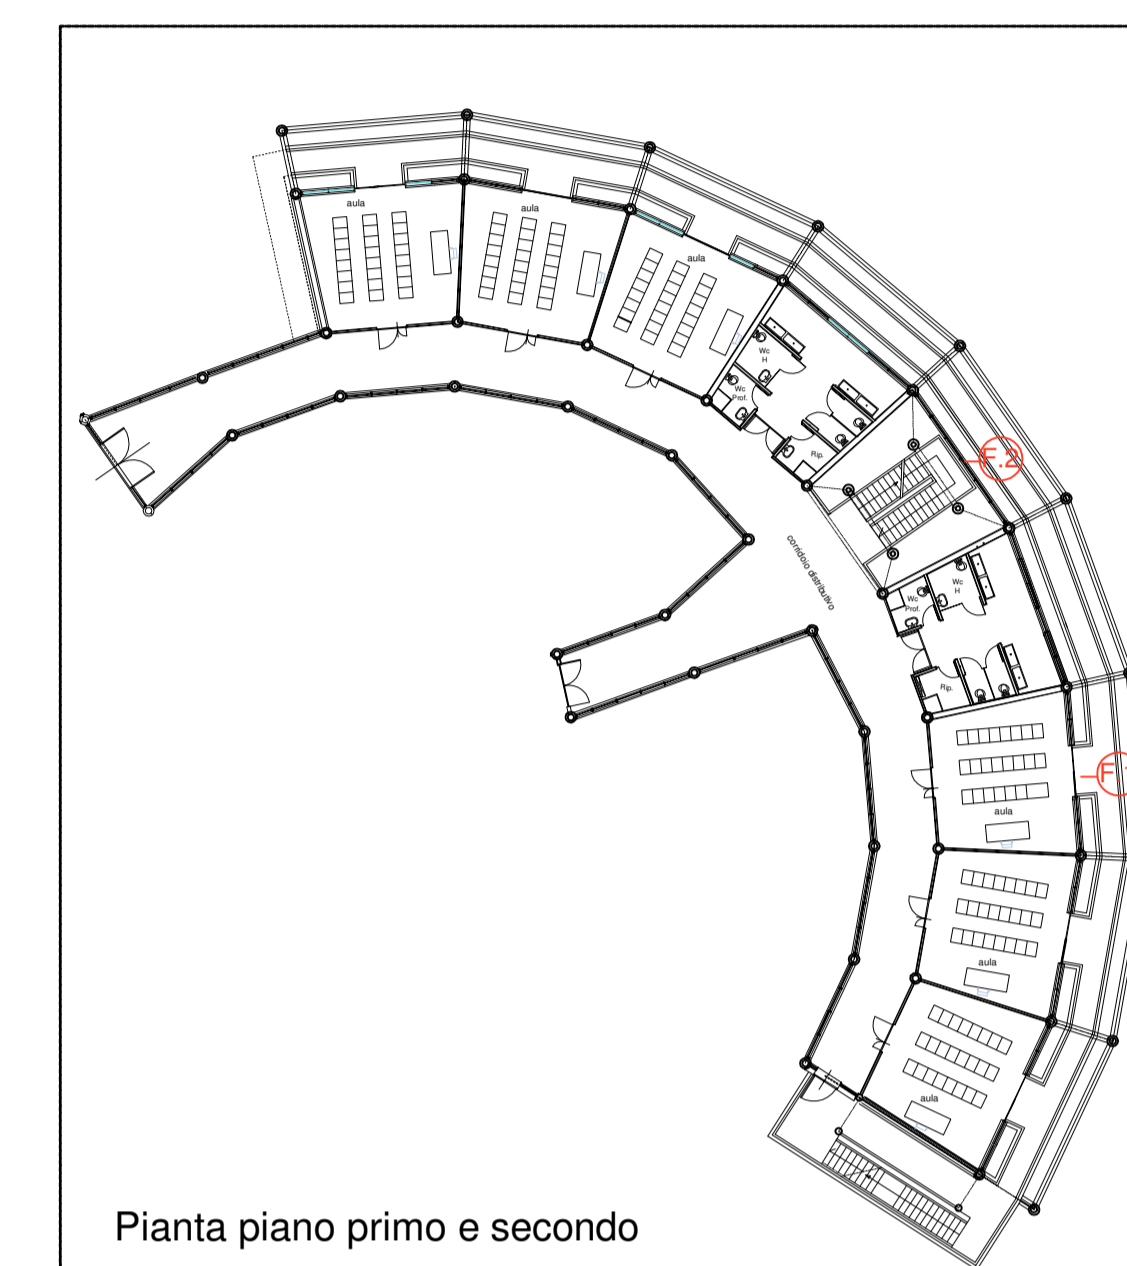 aula
aula
aula
Wc
H
Wc
Prof.
Rip.
F.2
corridoio distributivo
Wc
H
Wc
Prof.
Rip.
F.
aula
aula
aula
Pianta piano primo e secondo